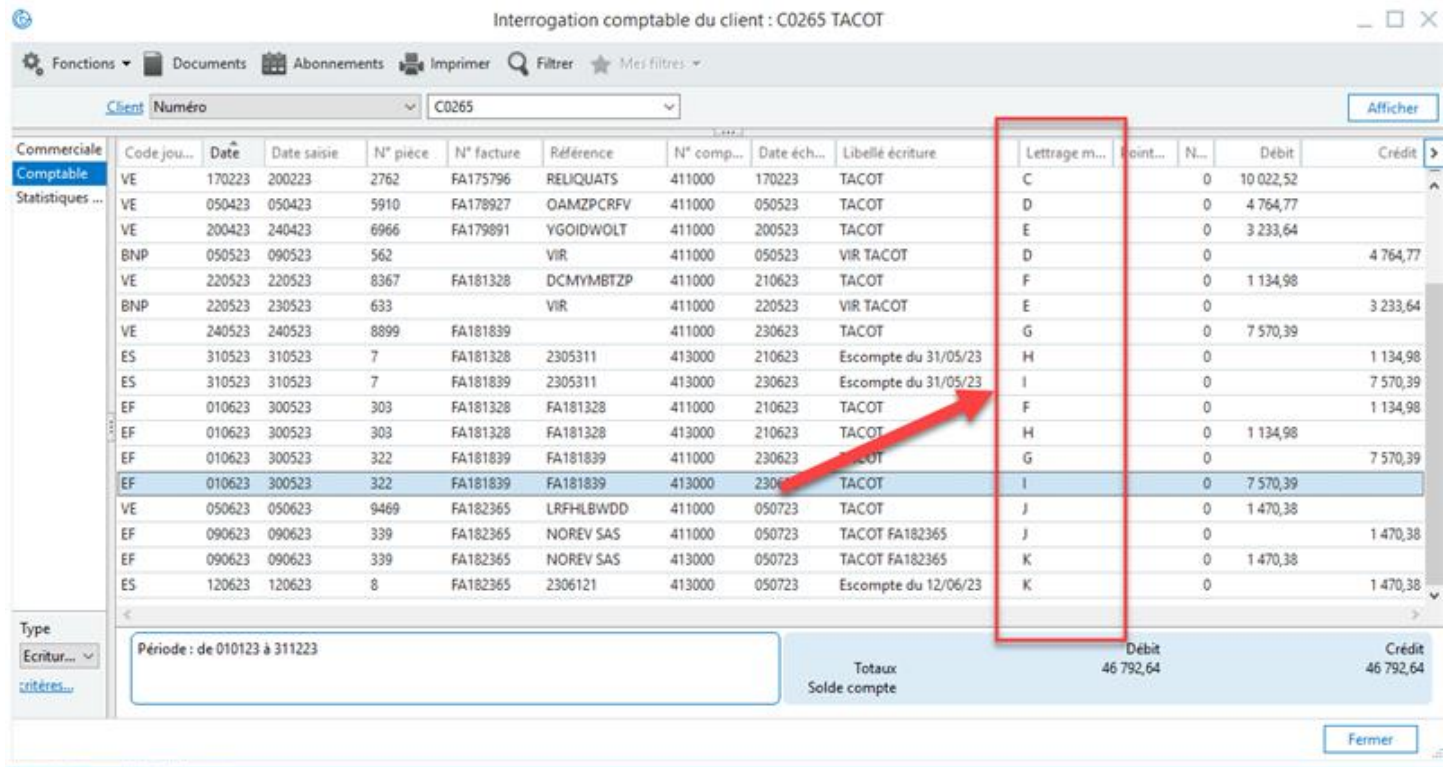 Interrogation comptable du client : C0265 TACOT
Fonctions Documents Abonnements Imprimer Filtrer Mes filtres
Client Numéro C0265 Afficher
Commerciale
Comptable
Statistiques ...
Code jou... Date Date saisie N° pièce N° facture Référence N° comp... Date éch... Libellé écriture Lettrage m... Point... N... Débit Crédit
VE 170223 200223 2762 FA175796 RELIQUATS 411000 170223 TACOT C 0 10 022,52
VE 050423 050423 5910 FA178927 OAMZPCRFV 411000 050523 TACOT D 0 4 764,77
VE 200423 240423 6966 FA179891 YGOIDWOLT 411000 200523 TACOT E 0 3 233,64
BNP 050523 090523 562 VIR 411000 050523 VIR TACOT D 0 4 764,77
VE 220523 220523 8367 FA181328 DCMYMBTZP 411000 210623 TACOT F 0 1 134,98
BNP 220523 230523 633 VIR 411000 220523 VIR TACOT E 0 3 233,64
VE 240523 240523 8899 FA181839 411000 230623 TACOT G 0 7 570,39
ES 310523 310523 7 FA181328 2305311 413000 210623 Escompte du 31/05/23 H 0 1 134,98
ES 310523 310523 7 FA181839 2305311 413000 230623 Escompte du 31/05/23 I 0 7 570,39
EF 010623 300523 303 FA181328 FA181328 411000 210623 TACOT F 0 1 134,98
EF 010623 300523 303 FA181328 FA181328 413000 210623 TACOT H 0 1 134,98
EF 010623 300523 322 FA181839 FA181839 411000 230623 TACOT G 0 7 570,39
EF 010623 300523 322 FA181839 FA181839 413000 TACOT I 0 7 570,39
VE 050623 050623 9469 FA182365 LRFHLBWDD 411000 050723 TACOT J 0 1 470,38
EF 090623 090623 339 FA182365 NOREV SAS 411000 050723 TACOT FA182365 J 0 1 470,38
EF 090623 090623 339 FA182365 NOREV SAS 413000 050723 TACOT FA182365 K 0 1 470,38
ES 120623 120623 8 FA182365 2306121 413000 050723 Escompte du 12/06/23 K 0 1 470,38
Type
Ecritur...
critères...
Période : de 010123 à 311223
Débit Crédit
Totaux 46 792,64 46 792,64
Solde compte
Fermer